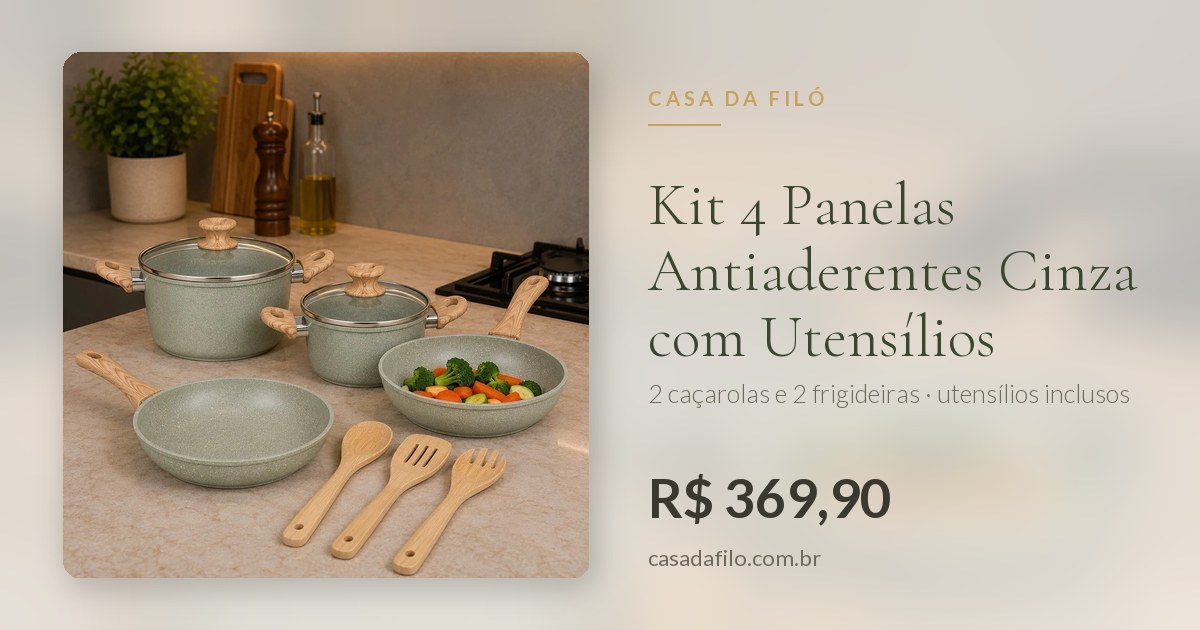 CASA DA FILÓ
Kit 4 Panelas
Antiaderentes Cinza
com Utensílios
2 caçarolas e 2 frigideiras · utensílios inclusos
R$ 369,90
casadafilo.com.br